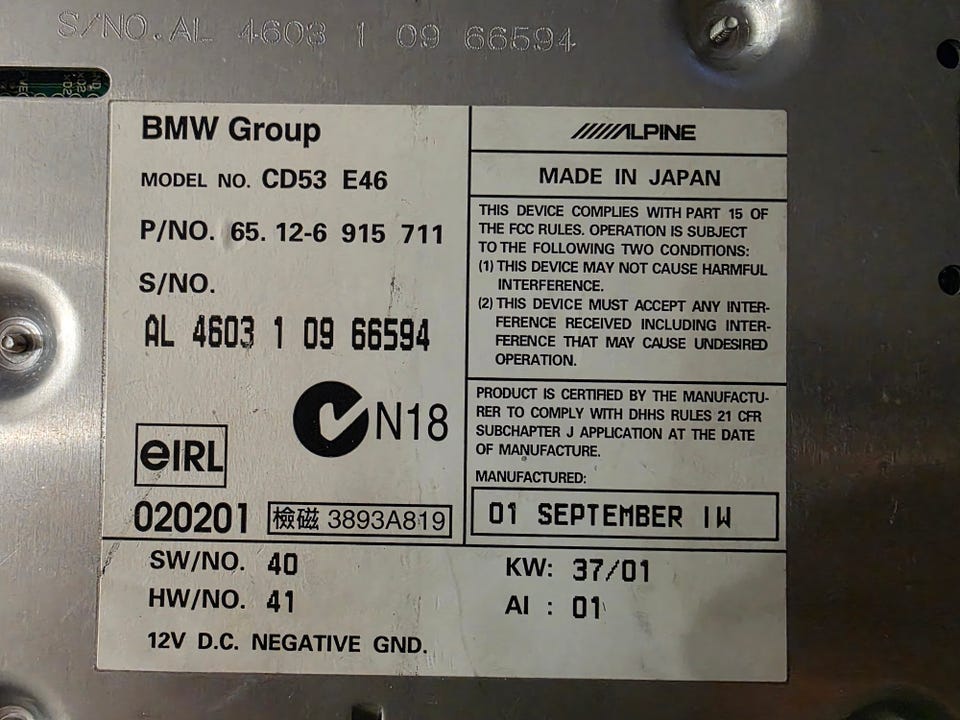 S/NO. AL 4603 1 09 66594
BMW Group
MODEL NO. CD53 E46
P/NO. 65. 12-6 915 711
S/NO.
AL 4603 1 09 66594
N18
eIRL
020201 檢磁 3893A819
ALPINE
MADE IN JAPAN
THIS DEVICE COMPLIES WITH PART 15 OF
THE FCC RULES. OPERATION IS SUBJECT
TO THE FOLLOWING TWO CONDITIONS:
(1) THIS DEVICE MAY NOT CAUSE HARMFUL
INTERFERENCE.
(2) THIS DEVICE MUST ACCEPT ANY INTER-
FERENCE RECEIVED INCLUDING INTER-
FERENCE THAT MAY CAUSE UNDESIRED
OPERATION.
PRODUCT IS CERTIFIED BY THE MANUFACTU-
RER TO COMPLY WITH DHHS RULES 21 CFR
SUBCHAPTER J APPLICATION AT THE DATE
OF MANUFACTURE.
MANUFACTURED:
01 SEPTEMBER 1W
SW/NO. 40
HW/NO. 41
12V D.C. NEGATIVE GND.
KW: 37/01
AI : 01